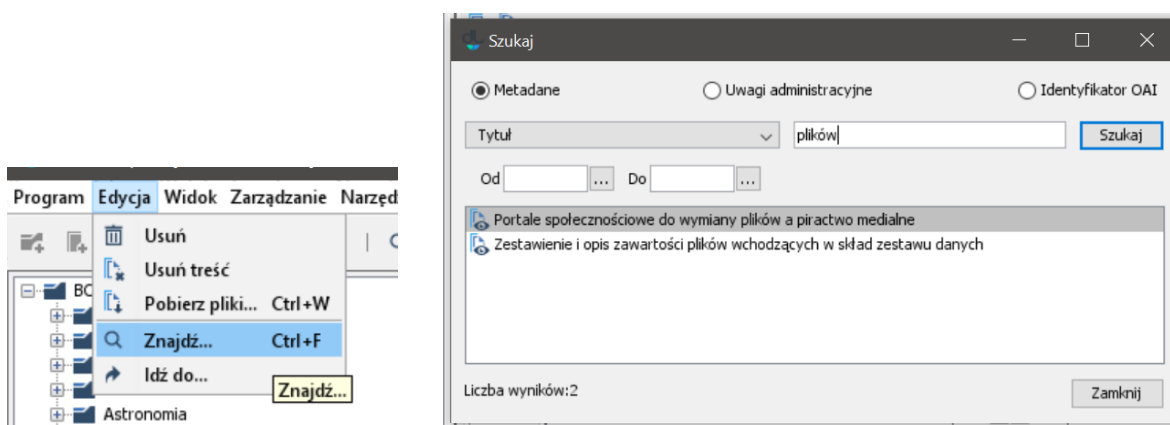 Program Edycja Widok Zarządzanie
Usuń
Usuń treść
Pobierz pliki... Ctrl+W
Znajdź... Ctrl+F
Idź do...
Znajdź...
Astronomia
Szukaj
Metadane Uwagi administracyjne Identyfikator OAI
Tytuł plików Szukaj
Od ... Do ...
Portale społecznościowe do wymiany plików a piractwo medialne
Zestawienie i opis zawartości plików wchodzących w skład zestawu danych
Liczba wyników:2
Zamknij